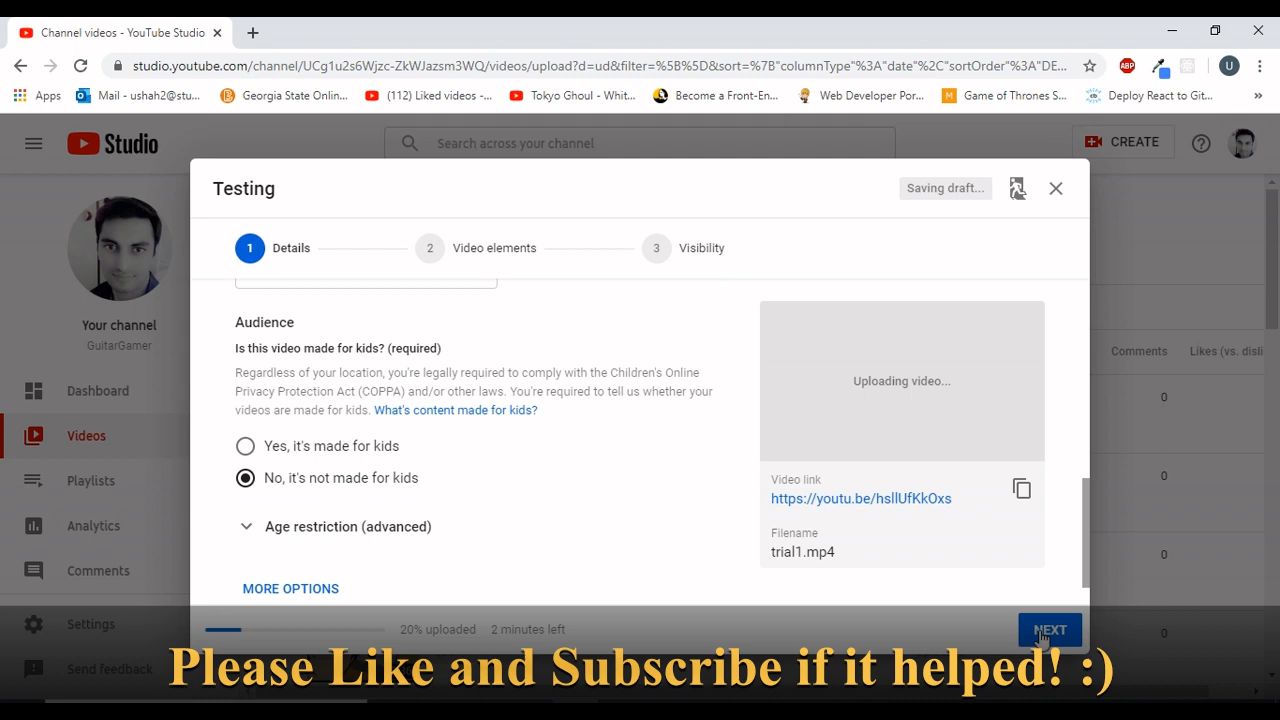 Channel videos - YouTube Studio
studio.youtube.com/channel/UCg1u2s6Wjzc-ZkWJazsm3WQ/videos/upload?d=ud&filter=%5B%5D&sort=%7B"columnType"%3A"date"%2C"sortOrder"%3A"DE...
ABP
U
Apps Mail - ushah2@stu... Georgia State Onlin... (112) Liked videos -... Tokyo Ghoul - Whit... Become a Front-En... Web Developer Por... Game of Thrones S... Deploy React to Git... »
Studio
Search across your channel
CREATE
Testing
Saving draft...
1 Details 2 Video elements 3 Visibility
Your channel
GuitarGamer
Dashboard
Videos
Playlists
Analytics
Comments
Settings
Send feedback
Audience
Is this video made for kids? (required)
Regardless of your location, you're legally required to comply with the Children's Online
Privacy Protection Act (COPPA) and/or other laws. You're required to tell us whether your
videos are made for kids. What's content made for kids?
Yes, it's made for kids
No, it's not made for kids
Age restriction (advanced)
MORE OPTIONS
Uploading video...
Video link
https://youtu.be/hsllUfKkOxs
Filename
trial1.mp4
Comments Likes (vs. disli
0
0
0
0
20% uploaded 2 minutes left
NEXT
Please Like and Subscribe if it helped! :)